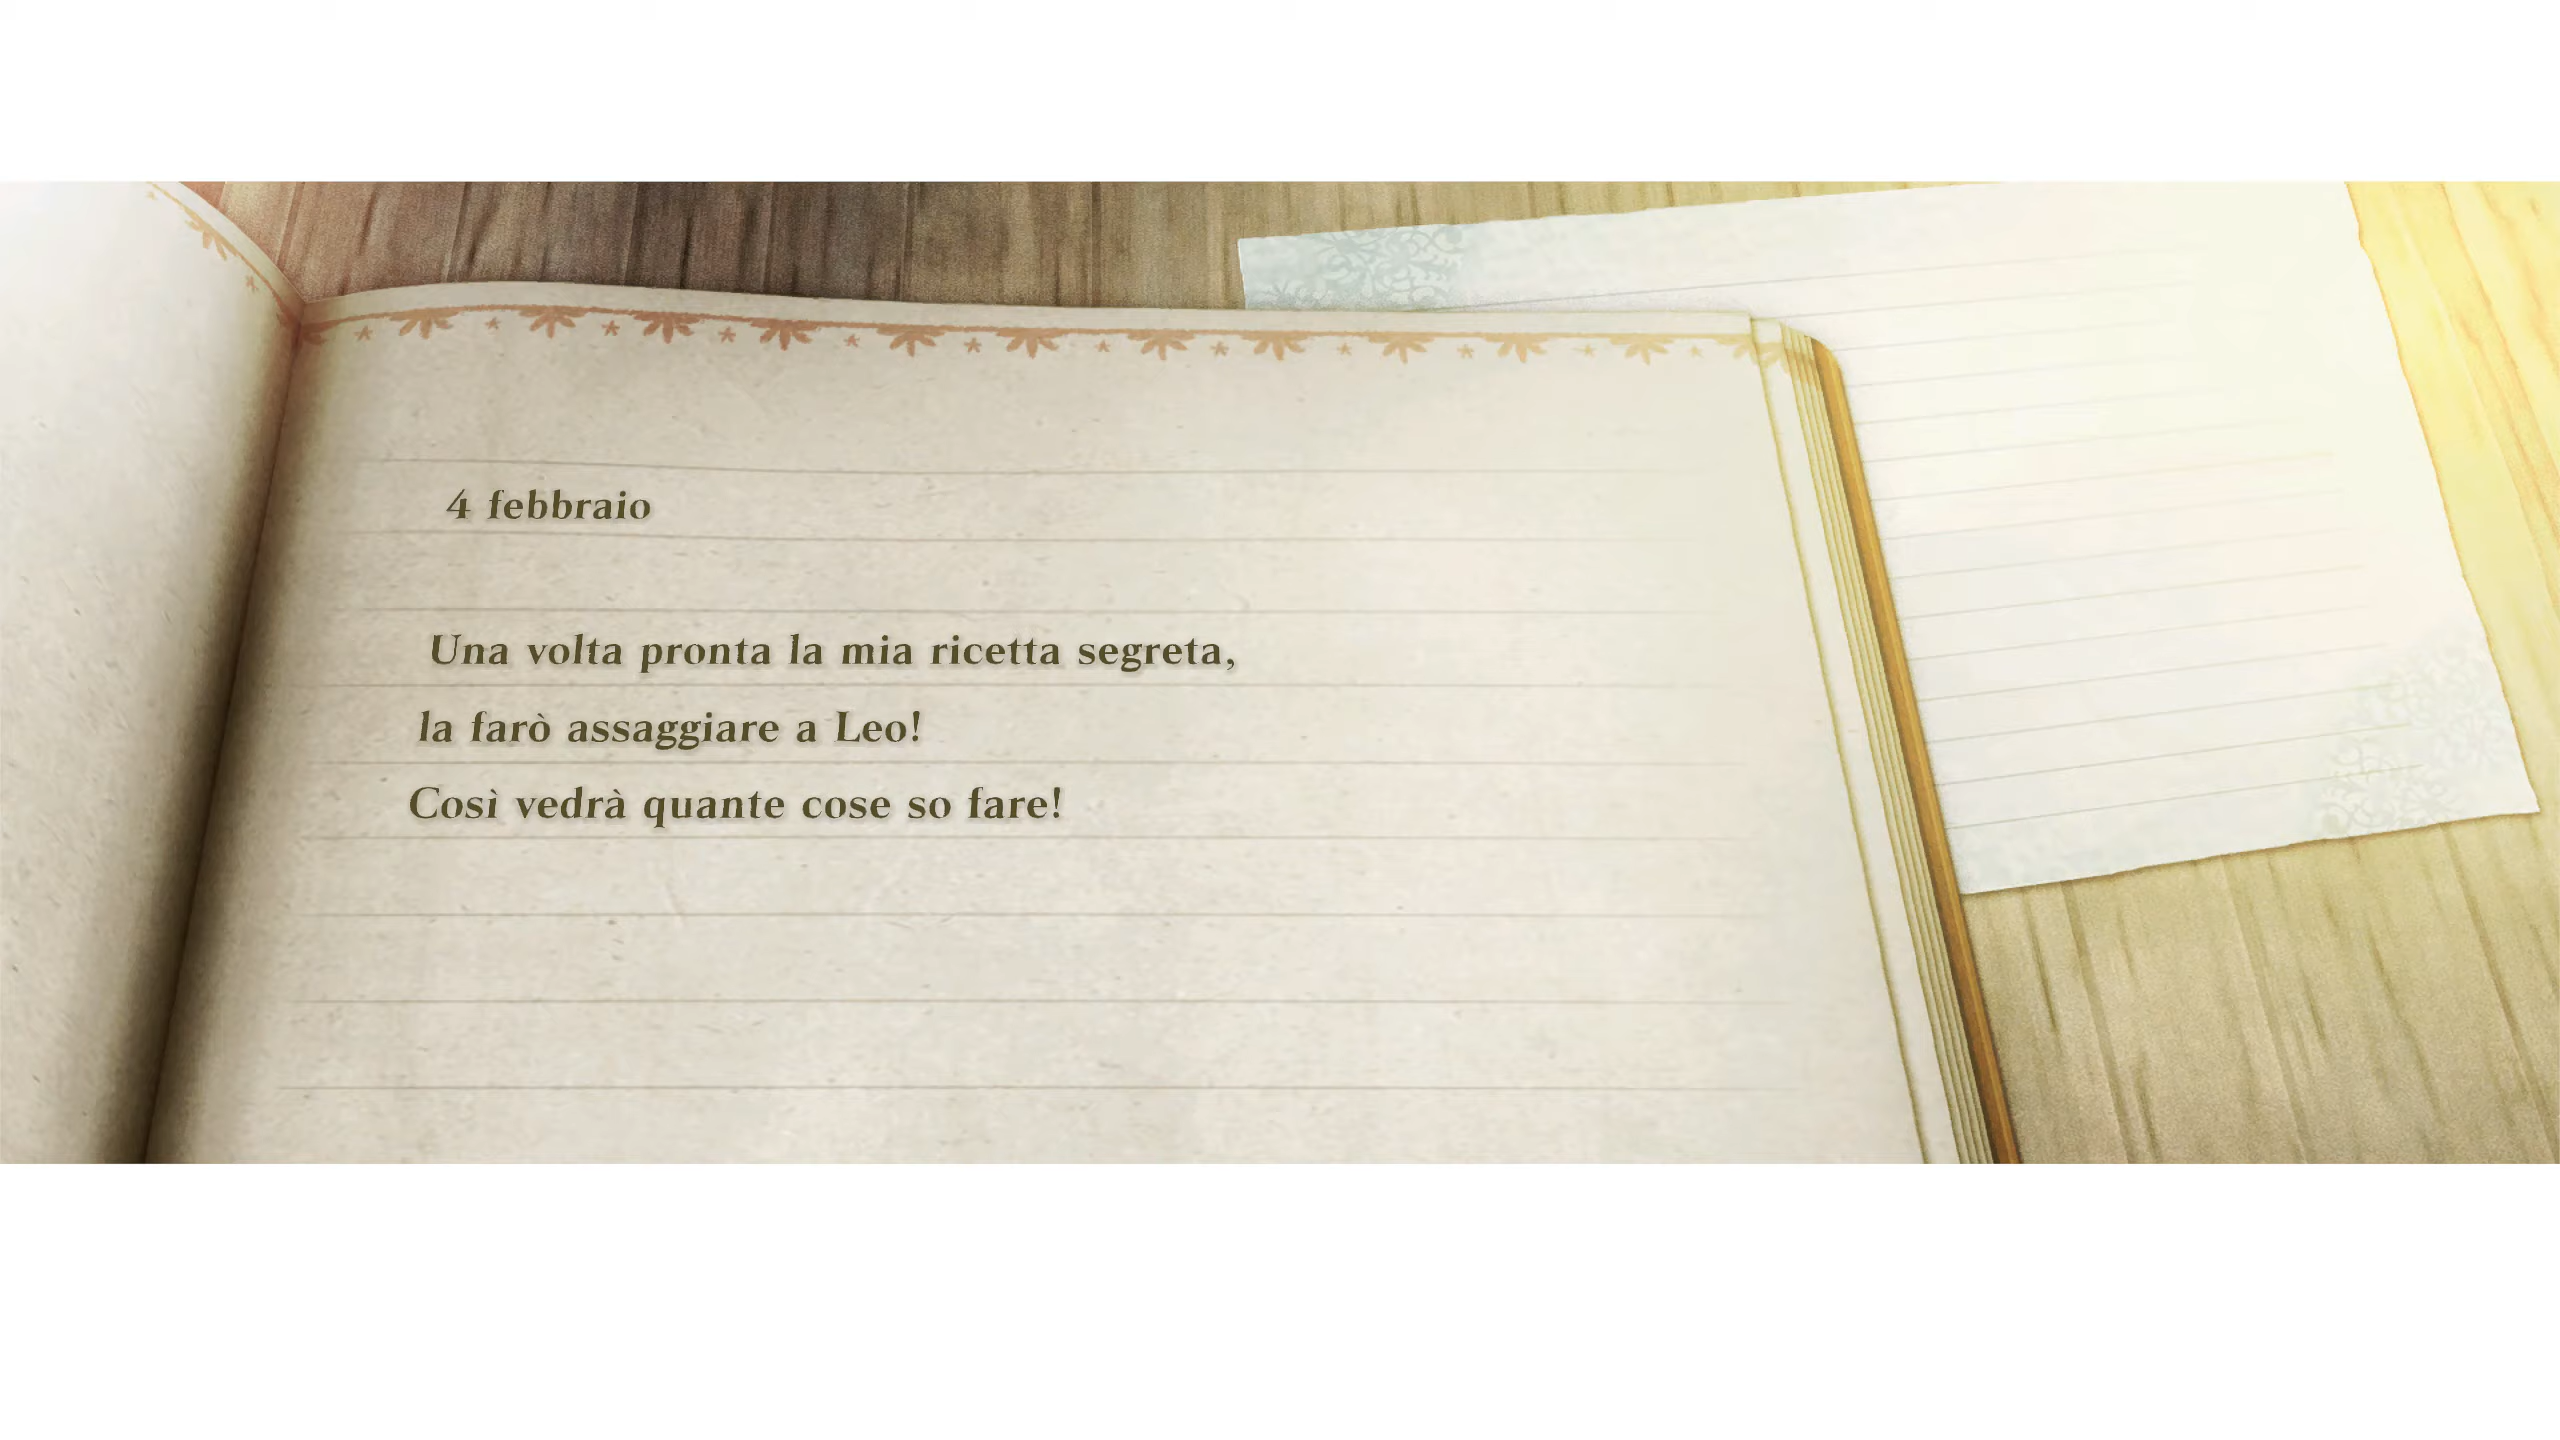 4 febbraio
Una volta pronta la mia ricetta segreta,
la farò assaggiare a Leo!
Così vedrà quante cose so fare!